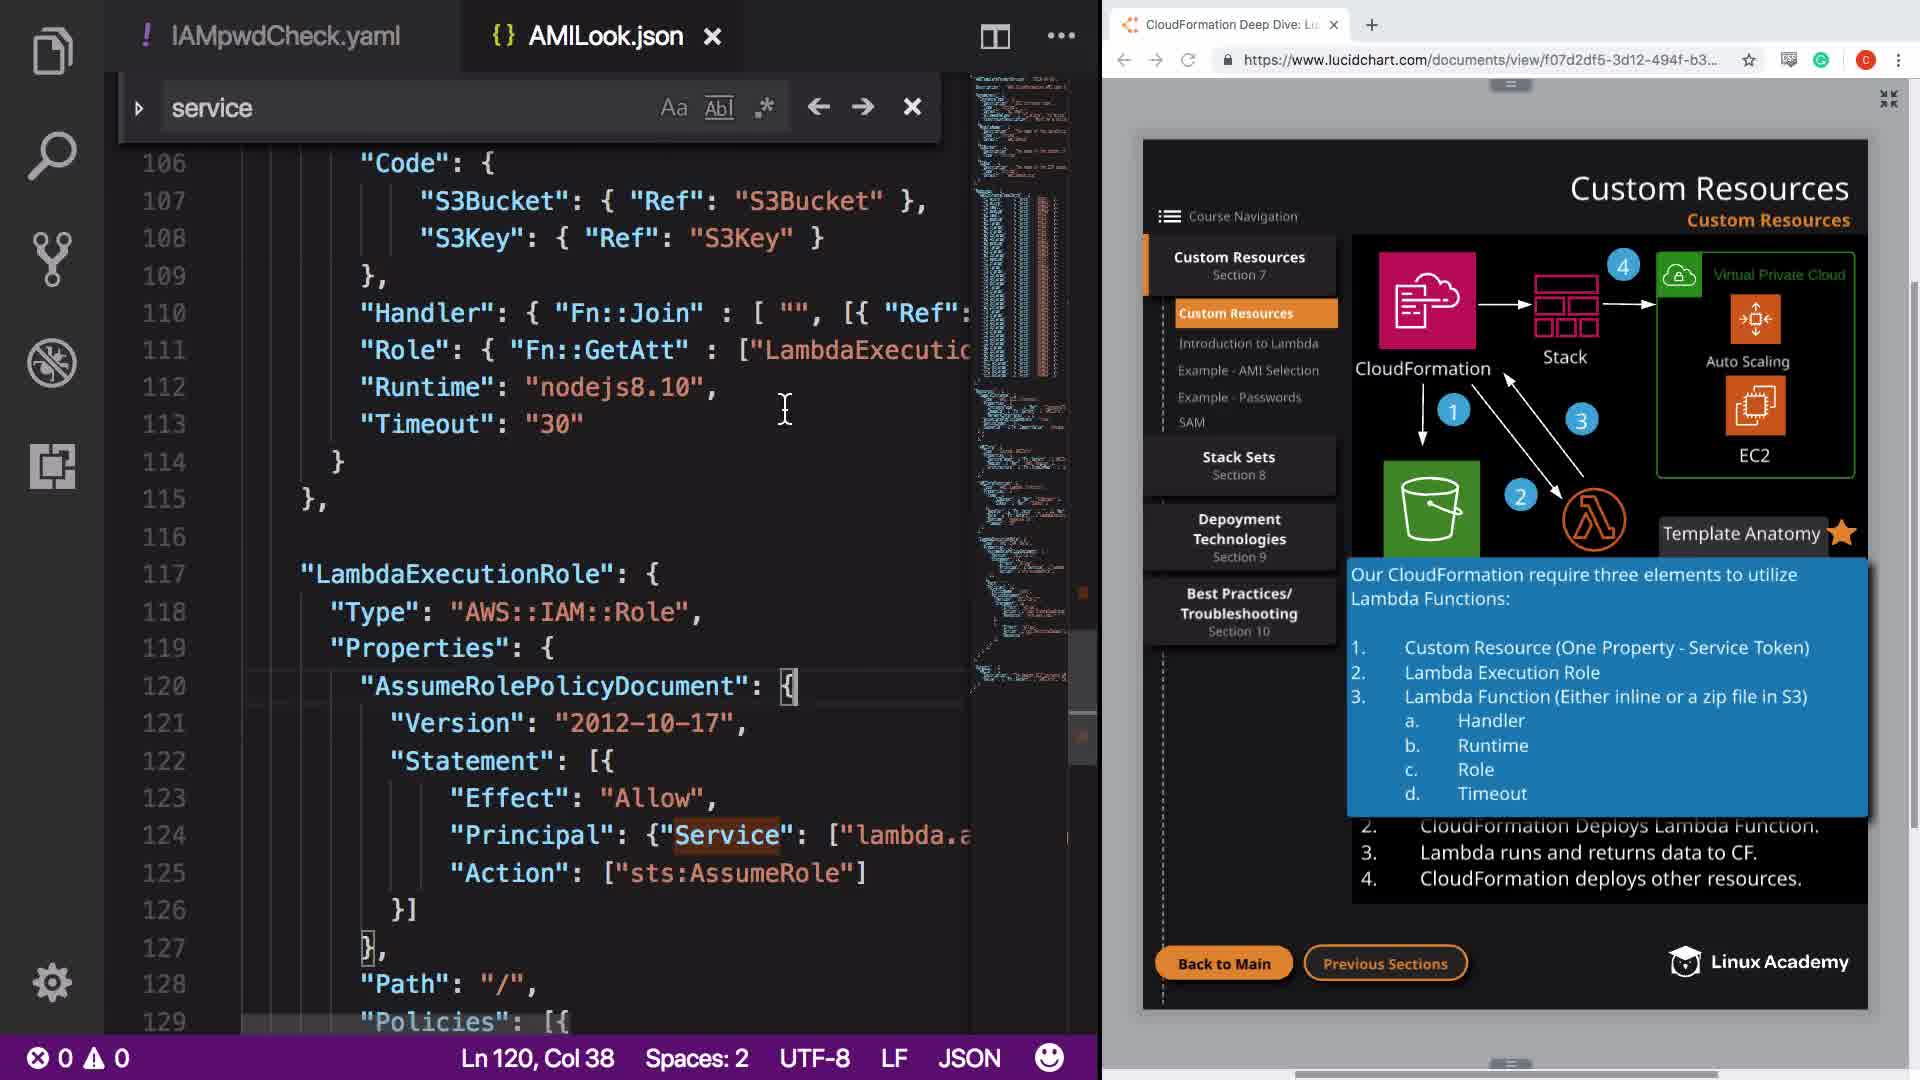 IAMpwdCheck.yaml
{} AMILook.json
service
Aa Abl .*
106 "Code": {
107 "S3Bucket": { "Ref": "S3Bucket" },
108 "S3Key": { "Ref": "S3Key" }
109 },
110 "Handler": { "Fn::Join" : [ "", [{ "Ref":
111 "Role": { "Fn::GetAtt" : ["LambdaExecutio
112 "Runtime": "nodejs8.10",
113 "Timeout": "30"
114 }
115 },
116
117 "LambdaExecutionRole": {
118 "Type": "AWS::IAM::Role",
119 "Properties": {
120 "AssumeRolePolicyDocument": {
121 "Version": "2012-10-17",
122 "Statement": [{
123 "Effect": "Allow",
124 "Principal": {"Service": ["lambda.a
125 "Action": ["sts:AssumeRole"]
126 }]
127 },
128 "Path": "/",
129 "Policies": [{
0 0
Ln 120, Col 38 Spaces: 2 UTF-8 LF JSON
CloudFormation Deep Dive: Lu
https://www.lucidchart.com/documents/view/f07d2df5-3d12-494f-b3...
C
Custom Resources
Custom Resources
Course Navigation
Custom Resources
Section 7
Custom Resources
Introduction to Lambda
Example - AMI Selection
Example - Passwords
SAM
Stack Sets
Section 8
Depoyment
Technologies
Section 9
Best Practices/
Troubleshooting
Section 10
4
Virtual Private Cloud
Stack
Auto Scaling
CloudFormation
1
3
EC2
2
Template Anatomy
Our CloudFormation require three elements to utilize
Lambda Functions:
1. Custom Resource (One Property - Service Token)
2. Lambda Execution Role
3. Lambda Function (Either inline or a zip file in S3)
a. Handler
b. Runtime
c. Role
d. Timeout
2. CloudFormation Deploys Lambda Function.
3. Lambda runs and returns data to CF.
4. CloudFormation deploys other resources.
Back to Main
Previous Sections
Linux Academy